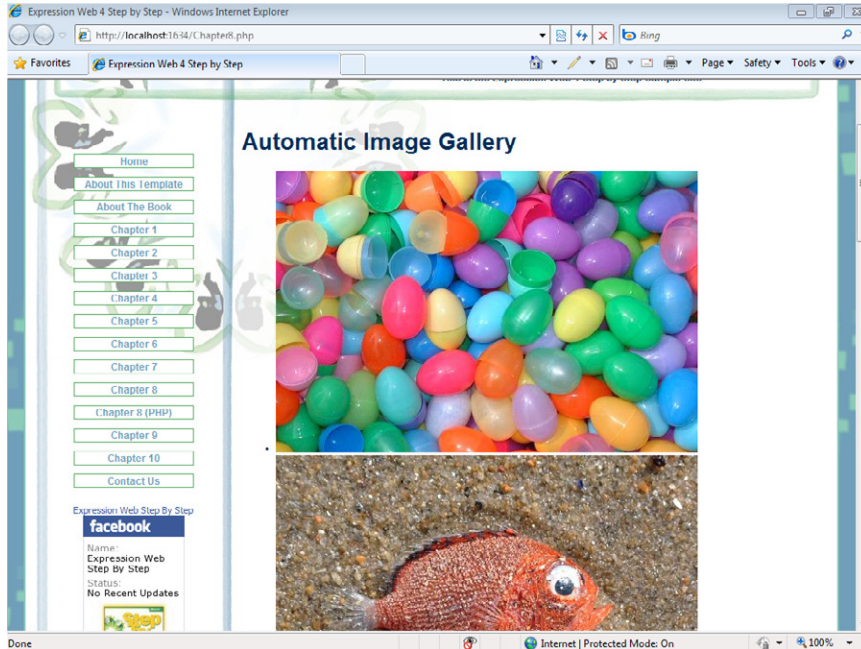 Expression Web 4 Step by Step - Windows Internet Explorer
http://localhost:1634/Chapter8.php
Bing
Favorites
Expression Web 4 Step by Step
Page
Safety
Tools
Automatic Image Gallery
Home
About This Template
About The Book
Chapter 1
Chapter 2
Chapter 3
Chapter 4
Chapter 5
Chapter 6
Chapter 7
Chapter 8
Chapter 8 (PHP)
Chapter 9
Chapter 10
Contact Us
Expression Web Step By Step
facebook
Name:
Expression Web
Step By Step
Status:
No Recent Updates
Step
Done
Internet | Protected Mode: On
100%